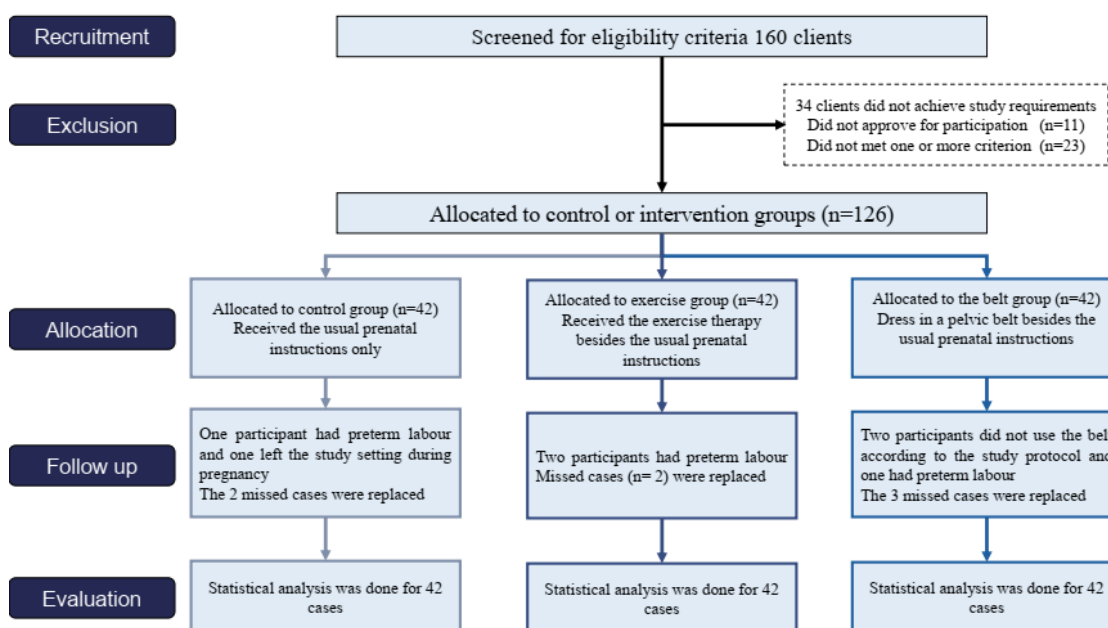 Recruitment
Screened for eligibility criteria 160 clients
Exclusion
34 clients did not achieve study requirements
Did not approve for participation (n=11)
Did not met one or more criterion (n=23)
Allocated to control or intervention groups (n=126)
Allocation
Allocated to control group (n=42)
Received the usual prenatal
instructions only
Allocated to exercise group (n=42)
Received the exercise therapy
besides the usual prenatal
instructions
Allocated to the belt group (n=42)
Dress in a pelvic belt besides the
usual prenatal instructions
Follow up
One participant had preterm labour
and one left the study setting during
pregnancy
The 2 missed cases were replaced
Two participants had preterm labour
Missed cases (n= 2) were replaced
Two participants did not use the belt
according to the study protocol and
one had preterm labour
The 3 missed cases were replaced
Evaluation
Statistical analysis was done for 42
cases
Statistical analysis was done for 42
cases
Statistical analysis was done for 42
cases